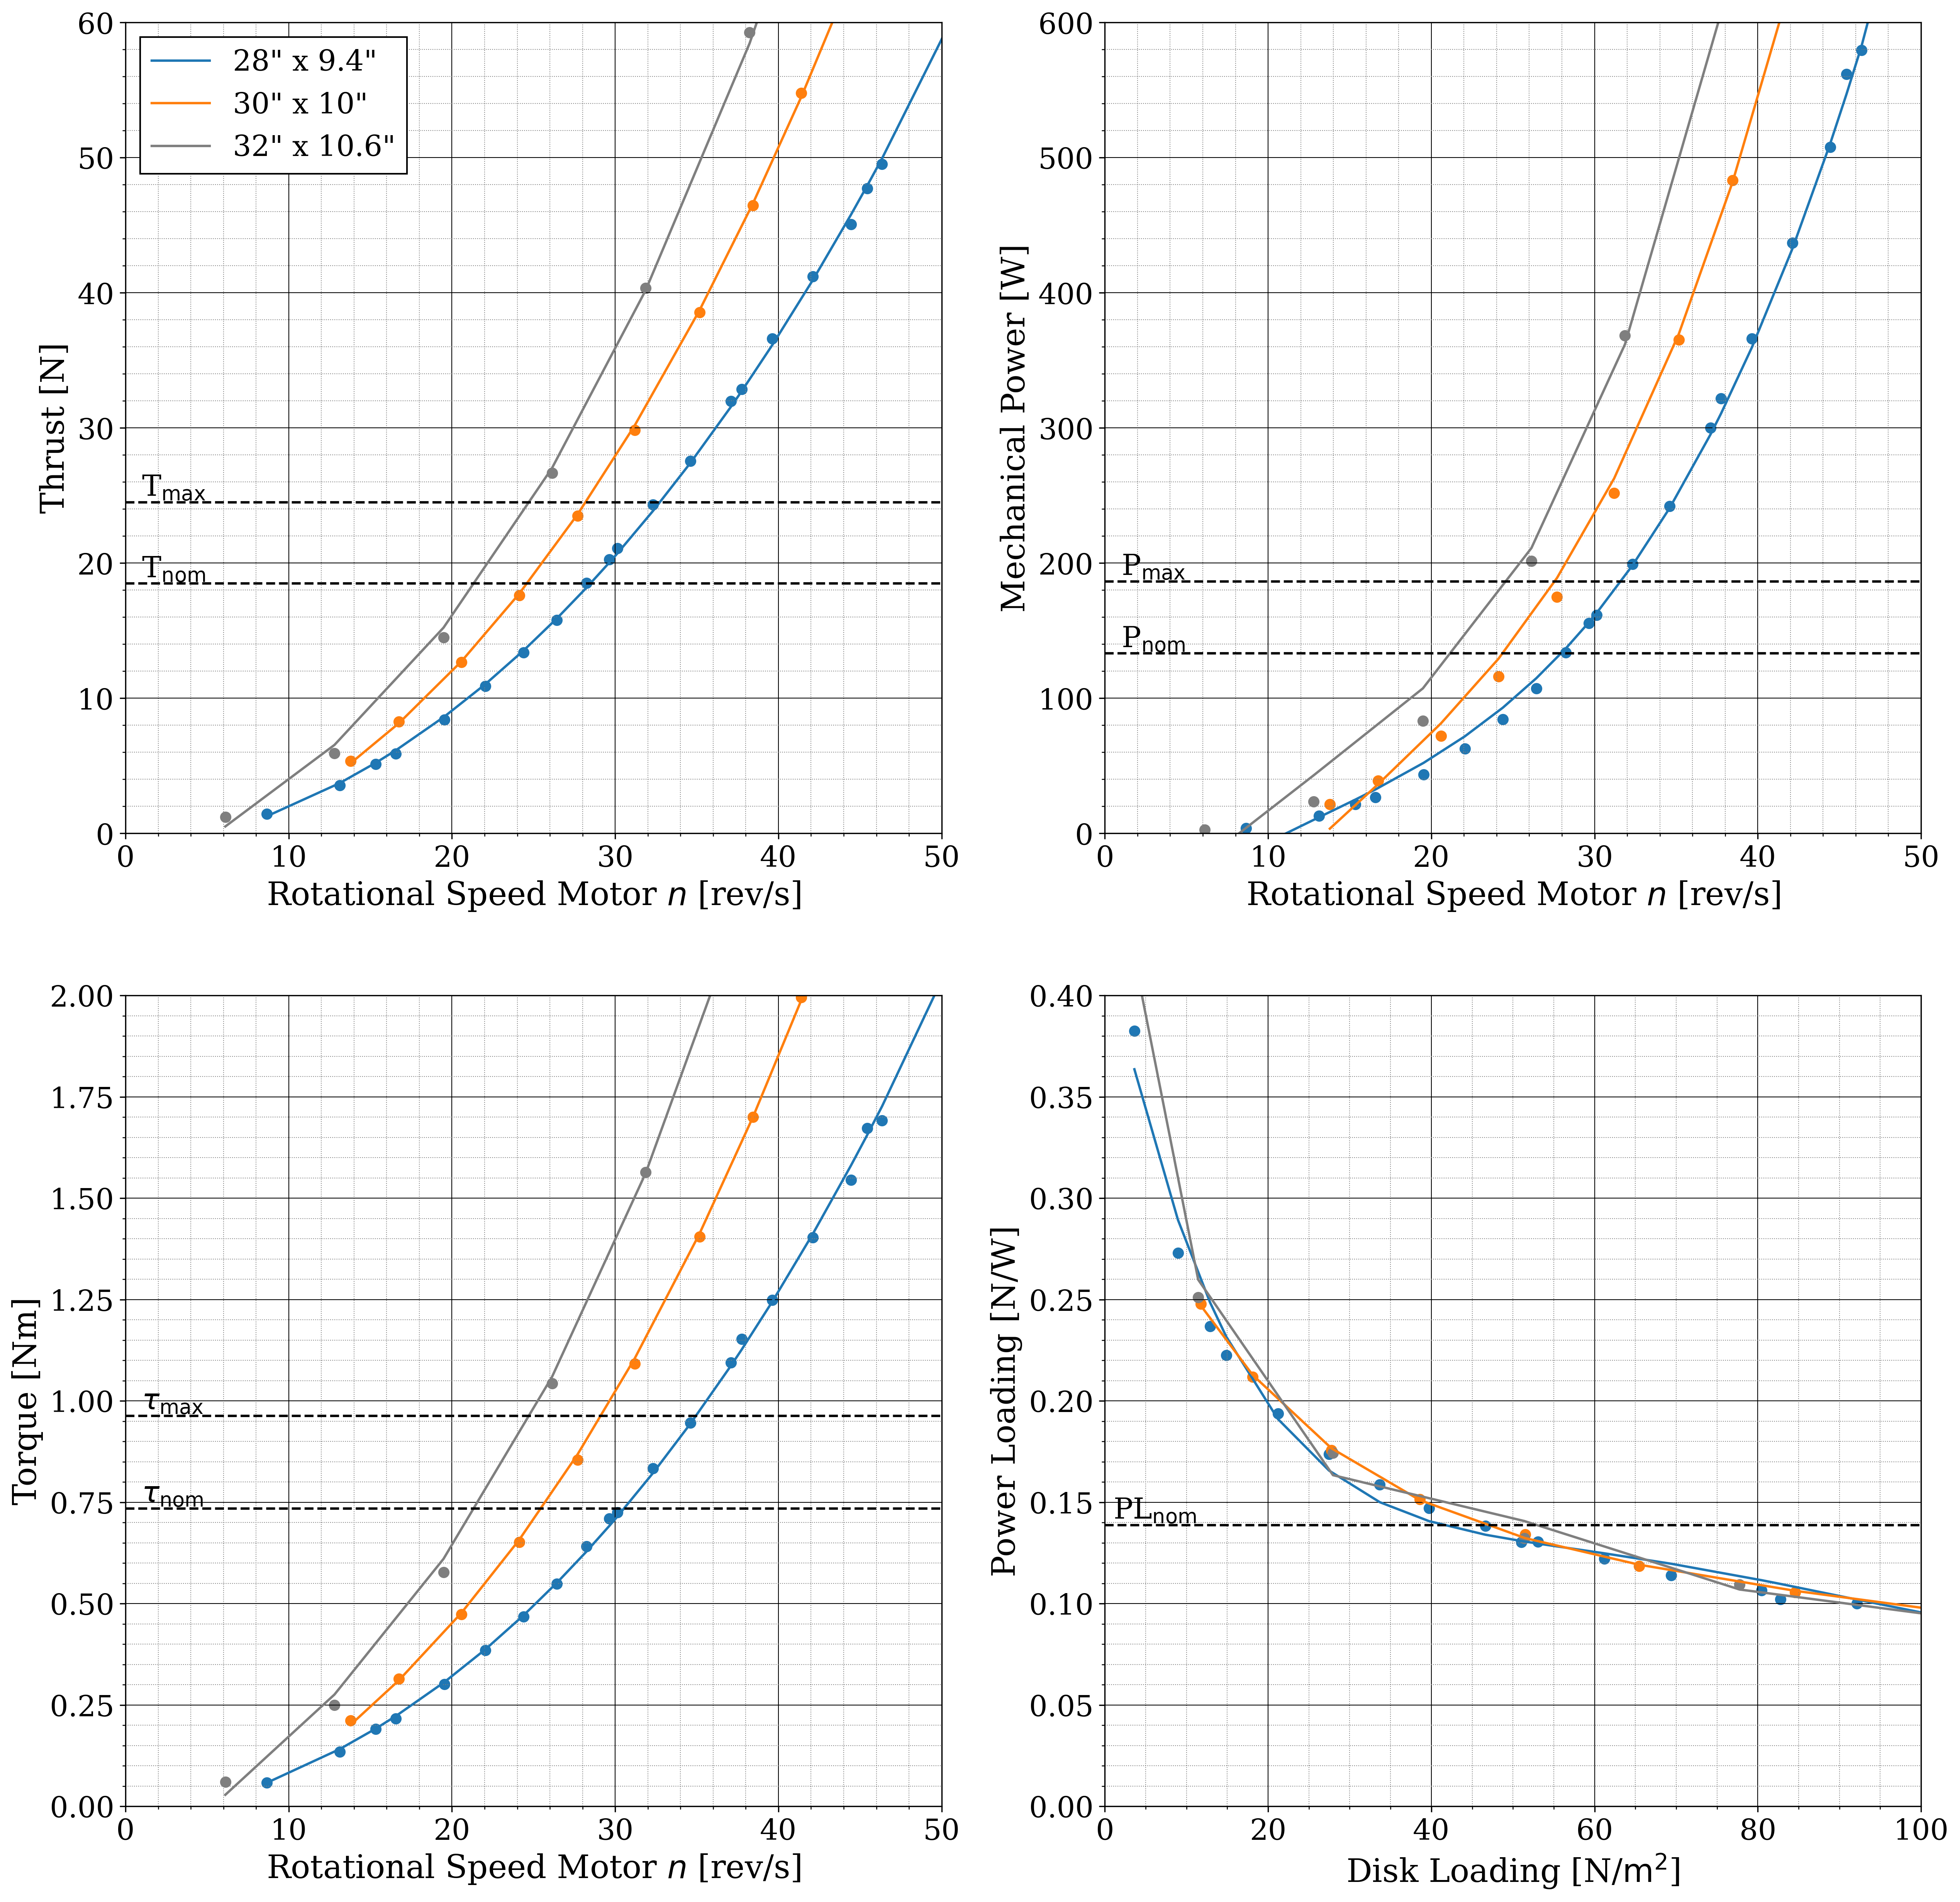 60
50
40
30
20
10
0
Thrust [N]
28" x 9.4"
30" x 10"
32" x 10.6"
T_max
T_nom
0 10 20 30 40 50
Rotational Speed Motor n [rev/s]
600
500
400
300
200
100
0
Mechanical Power [W]
P_max
P_nom
0 10 20 30 40 50
Rotational Speed Motor n [rev/s]
2.00
1.75
1.50
1.25
1.00
0.75
0.50
0.25
0.00
Torque [Nm]
τ_max
τ_nom
0 10 20 30 40 50
Rotational Speed Motor n [rev/s]
0.40
0.35
0.30
0.25
0.20
0.15
0.10
0.05
0.00
Power Loading [N/W]
PL_nom
0 20 40 60 80 100
Disk Loading [N/m²]